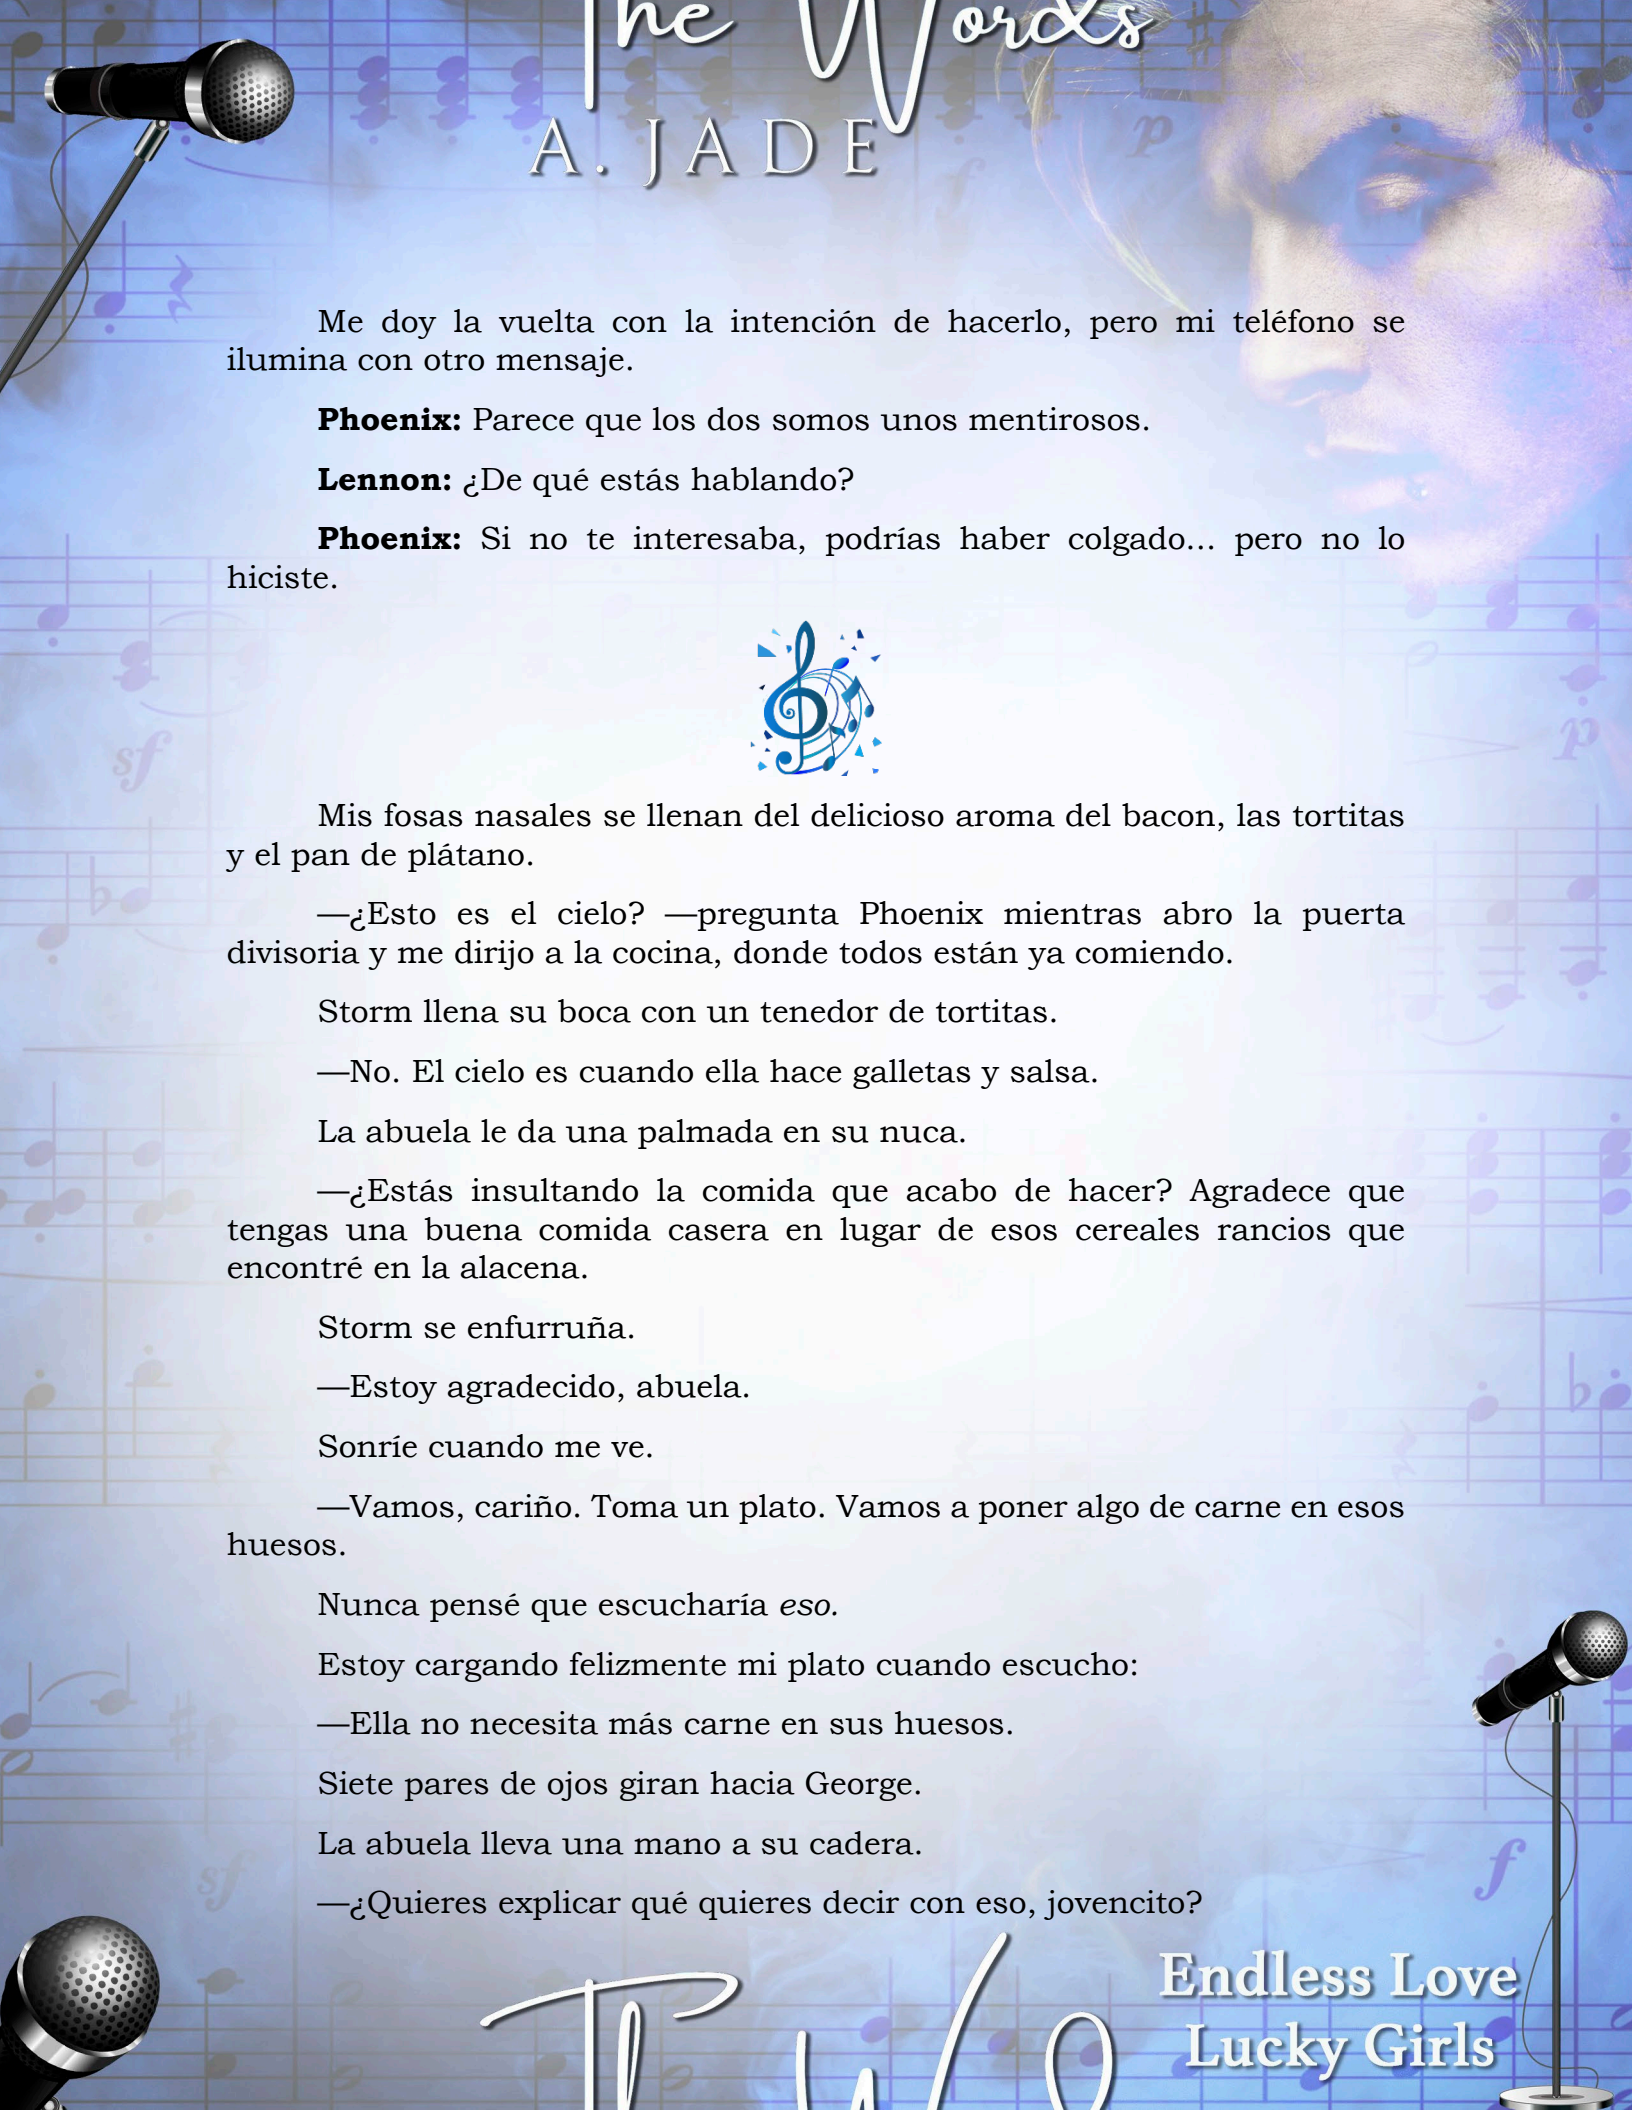 The Words
A. JADE
Me doy la vuelta con la intención de hacerlo, pero mi teléfono se
ilumina con otro mensaje.
Phoenix: Parece que los dos somos unos mentirosos.
Lennon: ¿De qué estás hablando?
Phoenix: Si no te interesaba, podrías haber colgado... pero no lo
hiciste.
Mis fosas nasales se llenan del delicioso aroma del bacon, las tortitas
y el pan de plátano.
—¿Esto es el cielo? —pregunta Phoenix mientras abro la puerta
divisoria y me dirijo a la cocina, donde todos están ya comiendo.
Storm llena su boca con un tenedor de tortitas.
—No. El cielo es cuando ella hace galletas y salsa.
La abuela le da una palmada en su nuca.
—¿Estás insultando la comida que acabo de hacer? Agradece que
tengas una buena comida casera en lugar de esos cereales rancios que
encontré en la alacena.
Storm se enfurruña.
—Estoy agradecido, abuela.
Sonríe cuando me ve.
—Vamos, cariño. Toma un plato. Vamos a poner algo de carne en esos
huesos.
Nunca pensé que escucharía eso.
Estoy cargando felizmente mi plato cuando escucho:
—Ella no necesita más carne en sus huesos.
Siete pares de ojos giran hacia George.
La abuela lleva una mano a su cadera.
—¿Quieres explicar qué quieres decir con eso, jovencito?
Endless Love
Lucky Girls